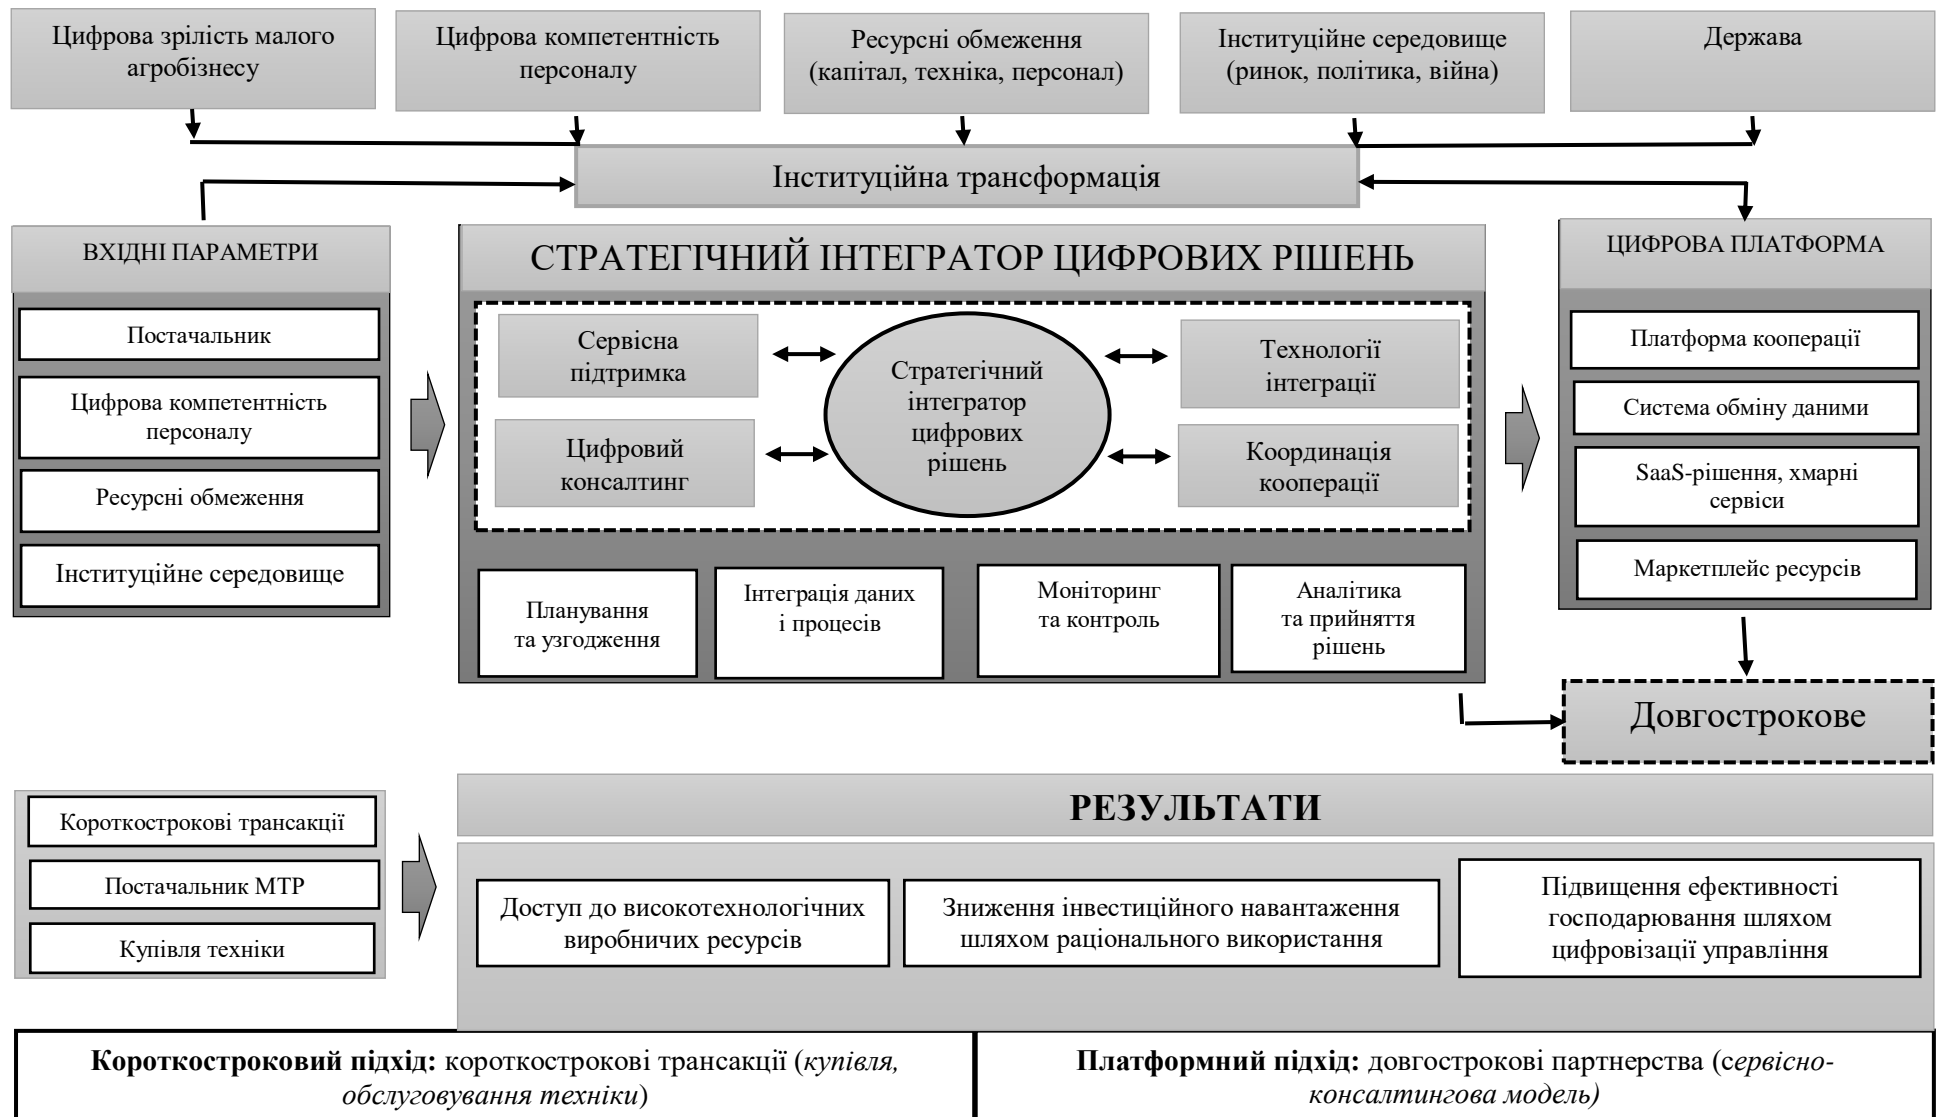 Цифрова зрілість малого
агробізнесу
Цифрова компетентність
персоналу
Ресурсні обмеження
(капітал, техніка, персонал)
Інституційне середовище
(ринок, політика, війна)
Держава
Інституційна трансформація
ВХІДНІ ПАРАМЕТРИ
Постачальник
Цифрова компетентність
персоналу
Ресурсні обмеження
Інституційне середовище
СТРАТЕГІЧНИЙ ІНТЕГРАТОР ЦИФРОВИХ РІШЕНЬ
Сервісна
підтримка
Цифровий
консалтинг
Стратегічний
інтегратор
цифрових
рішень
Технології
інтеграції
Координація
кооперації
Планування
та узгодження
Інтеграція даних
і процесів
Моніторинг
та контроль
Аналітика
та прийняття
рішень
ЦИФРОВА ПЛАТФОРМА
Платформа кооперації
Система обміну даними
SaaS-рішення, хмарні
сервіси
Маркетплейс ресурсів
Довгострокове
Короткострокові трансакції
Постачальник МТР
Купівля техніки
РЕЗУЛЬТАТИ
Доступ до високотехнологічних
виробничих ресурсів
Зниження інвестиційного навантаження
шляхом раціонального використання
Підвищення ефективності
господарювання шляхом
цифровізації управління
Короткостроковий підхід: короткострокові трансакції (купівля,
обслуговування техніки)
Платформний підхід: довгострокові партнерства (сервісно-
консалтингова модель)